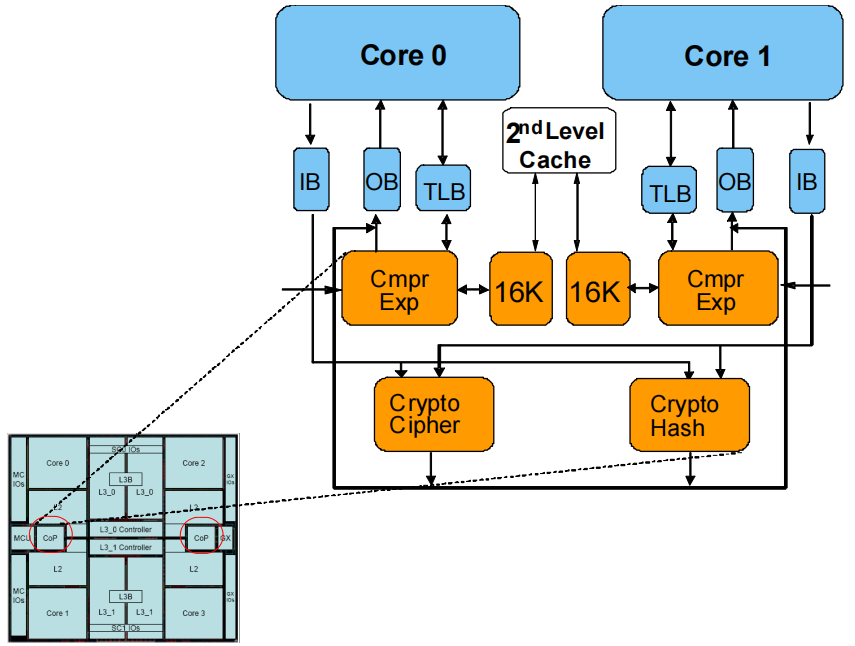 Core 0
Core 1
2nd Level
Cache
IB
OB
TLB
TLB
OB
IB
Cmpr
Exp
16K
16K
Cmpr
Exp
Crypto
Cipher
Crypto
Hash
MC
IOs
Core 0
SC0 IOs
L3B
L3_0
L3_0
Core 2
GX
IOs
L2
L2
MCU
CoP
L3_0 Controller
L3_1 Controller
CoP
GX
L2
L2
MC
IOs
Core 1
L3B
L3_1
L3_1
SC1 IOs
Core 3
GX
IOs